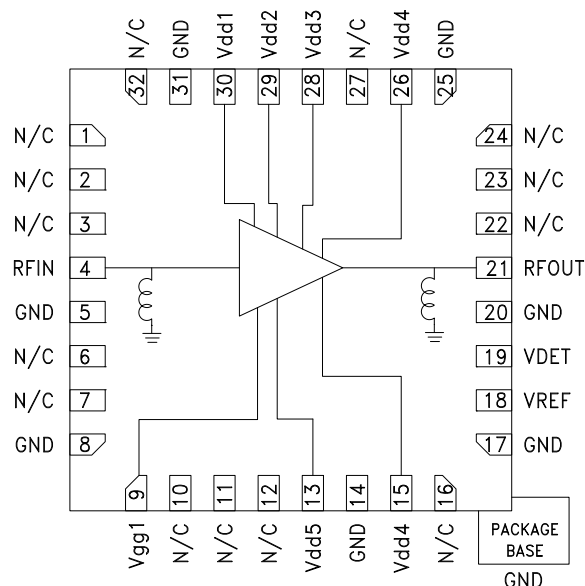 N/C
GND
Vdd1
Vdd2
Vdd3
N/C
Vdd4
GND
32
31
30
29
28
27
26
25
N/C 1
N/C 2
N/C 3
RFIN 4
GND 5
N/C 6
N/C 7
GND 8
24 N/C
23 N/C
22 N/C
21 RFOUT
20 GND
19 VDET
18 VREF
17 GND
9
10
11
12
13
14
15
16
Vgg1
N/C
N/C
N/C
Vdd5
GND
Vdd4
N/C
PACKAGE
BASE
GND